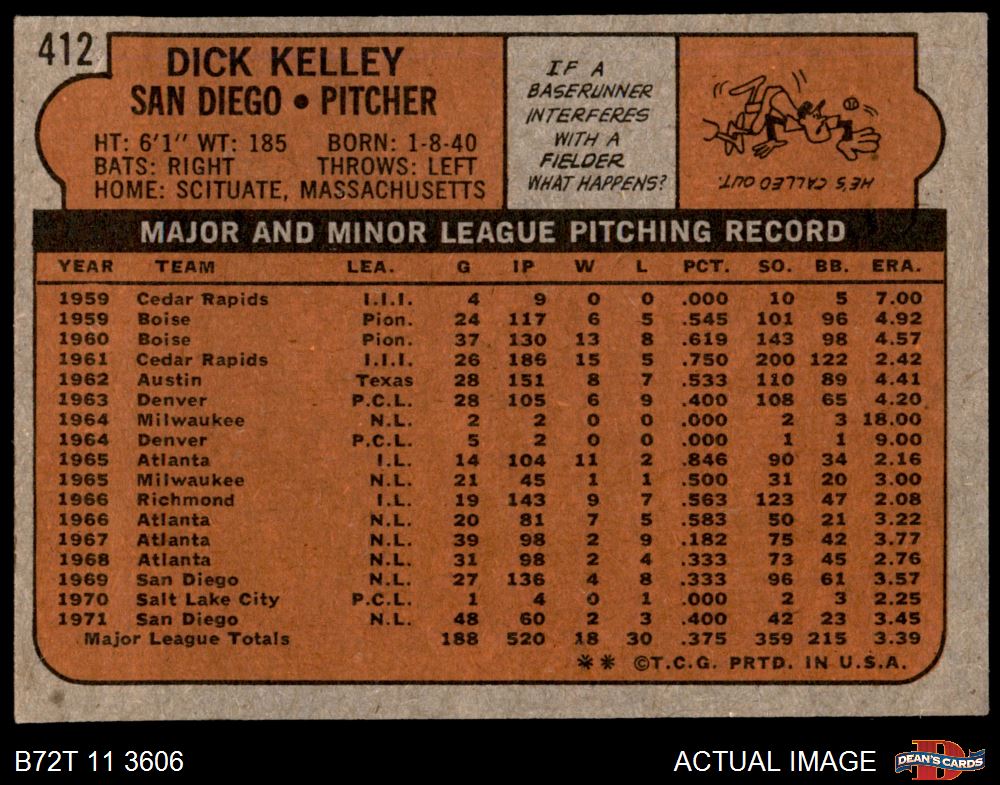 412
DICK KELLEY
SAN DIEGO • PITCHER
HT: 6'1" WT: 185 BORN: 1-8-40
BATS: RIGHT THROWS: LEFT
HOME: SCITUATE, MASSACHUSETTS
IF A
BASERUNNER
INTERFERES
WITH A
FIELDER
WHAT HAPPENS?
HE'S CALLED OUT.
MAJOR AND MINOR LEAGUE PITCHING RECORD
YEAR TEAM LEA. G IP W L PCT. SO. BB. ERA.
1959 Cedar Rapids I.I.I. 4 9 0 0 .000 10 5 7.00
1959 Boise Pion. 24 117 6 5 .545 101 96 4.92
1960 Boise Pion. 37 130 13 8 .619 143 98 4.57
1961 Cedar Rapids I.I.I. 26 186 15 5 .750 200 122 2.42
1962 Austin Texas 28 151 8 7 .533 110 89 4.41
1963 Denver P.C.L. 28 105 6 9 .400 108 65 4.20
1964 Milwaukee N.L. 2 2 0 0 .000 2 3 18.00
1964 Denver P.C.L. 5 2 0 0 .000 1 1 9.00
1965 Atlanta I.L. 14 104 11 2 .846 90 34 2.16
1965 Milwaukee N.L. 21 45 1 1 .500 31 20 3.00
1966 Richmond I.L. 19 143 9 7 .563 123 47 2.08
1966 Atlanta N.L. 20 81 7 5 .583 50 21 3.22
1967 Atlanta N.L. 39 98 2 9 .182 75 42 3.77
1968 Atlanta N.L. 31 98 2 4 .333 73 45 2.76
1969 San Diego N.L. 27 136 4 8 .333 96 61 3.57
1970 Salt Lake City P.C.L. 1 4 0 1 .000 2 3 2.25
1971 San Diego N.L. 48 60 2 3 .400 42 23 3.45
Major League Totals 188 520 18 30 .375 359 215 3.39
** ©T.C.G. PRTD. IN U.S.A.
B72T 11 3606 ACTUAL IMAGE
DEAN'S CARDS